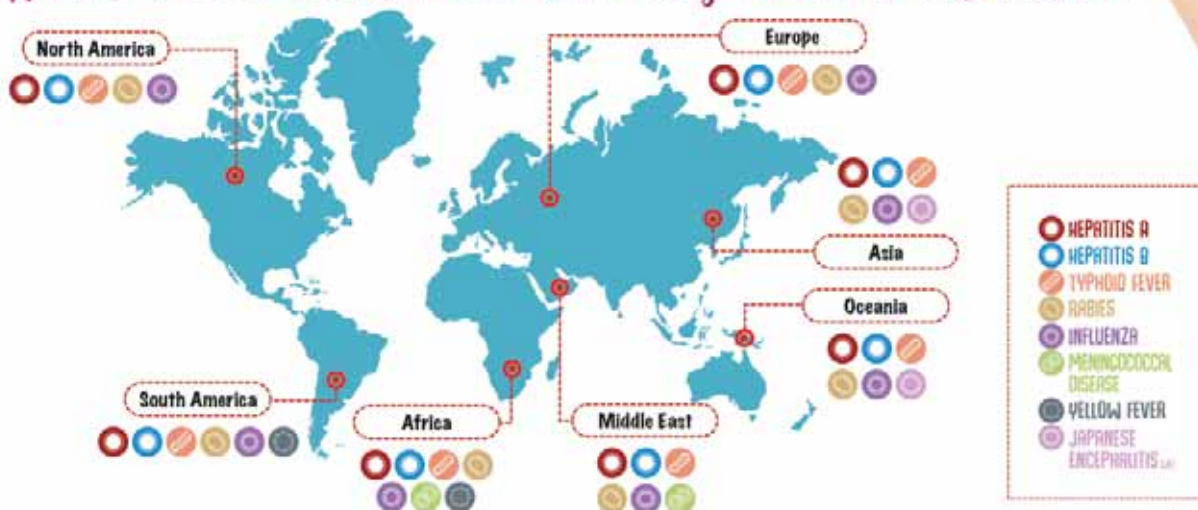 North America
Europe
Asia
Oceania
South America
Africa
Middle East
HEPATITIS A
HEPATITIS B
TYPHOID FEVER
RABIES
INFLUENZA
MENINGOCOCCAL
DISEASE
YELLOW FEVER
JAPANESE
ENCEPHALITIS